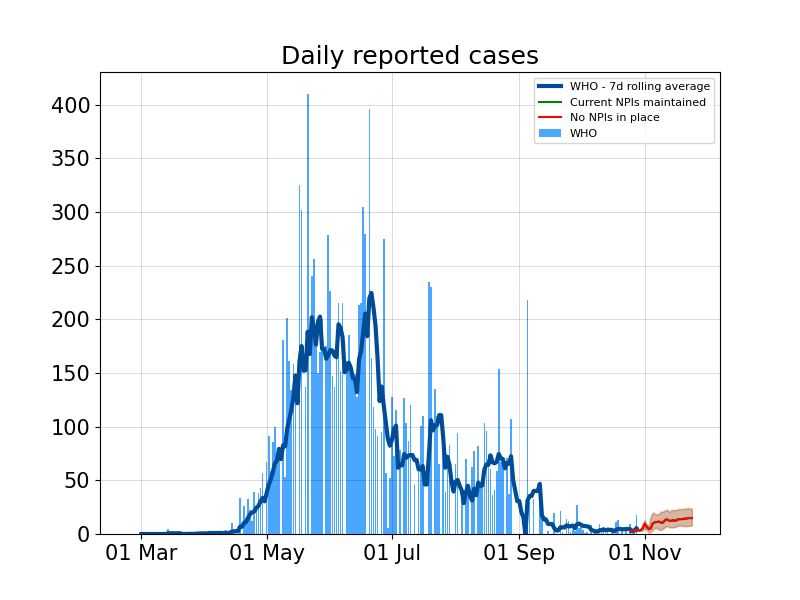 Daily reported cases
WHO - 7d rolling average
Current NPIs maintained
No NPIs in place
WHO
400
350
300
250
200
150
100
50
0
01 Mar
01 May
01 Jul
01 Sep
01 Nov